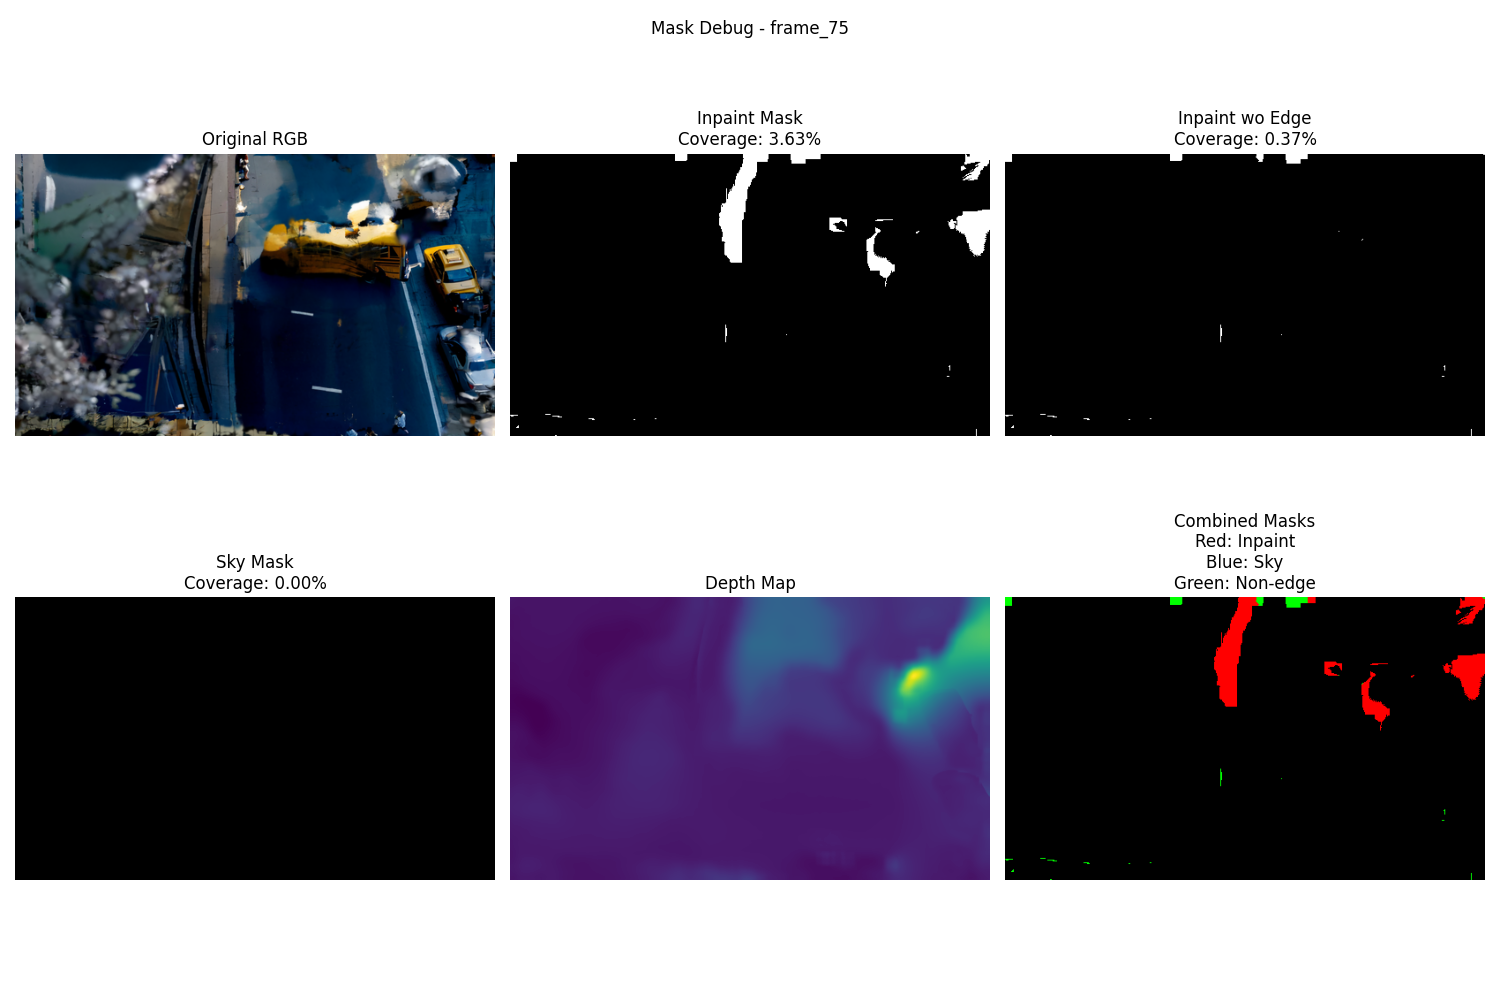 Mask Debug - frame_75
Original RGB
Inpaint Mask
Coverage: 3.63%
Inpaint wo Edge
Coverage: 0.37%
Sky Mask
Coverage: 0.00%
Depth Map
Combined Masks
Red: Inpaint
Blue: Sky
Green: Non-edge